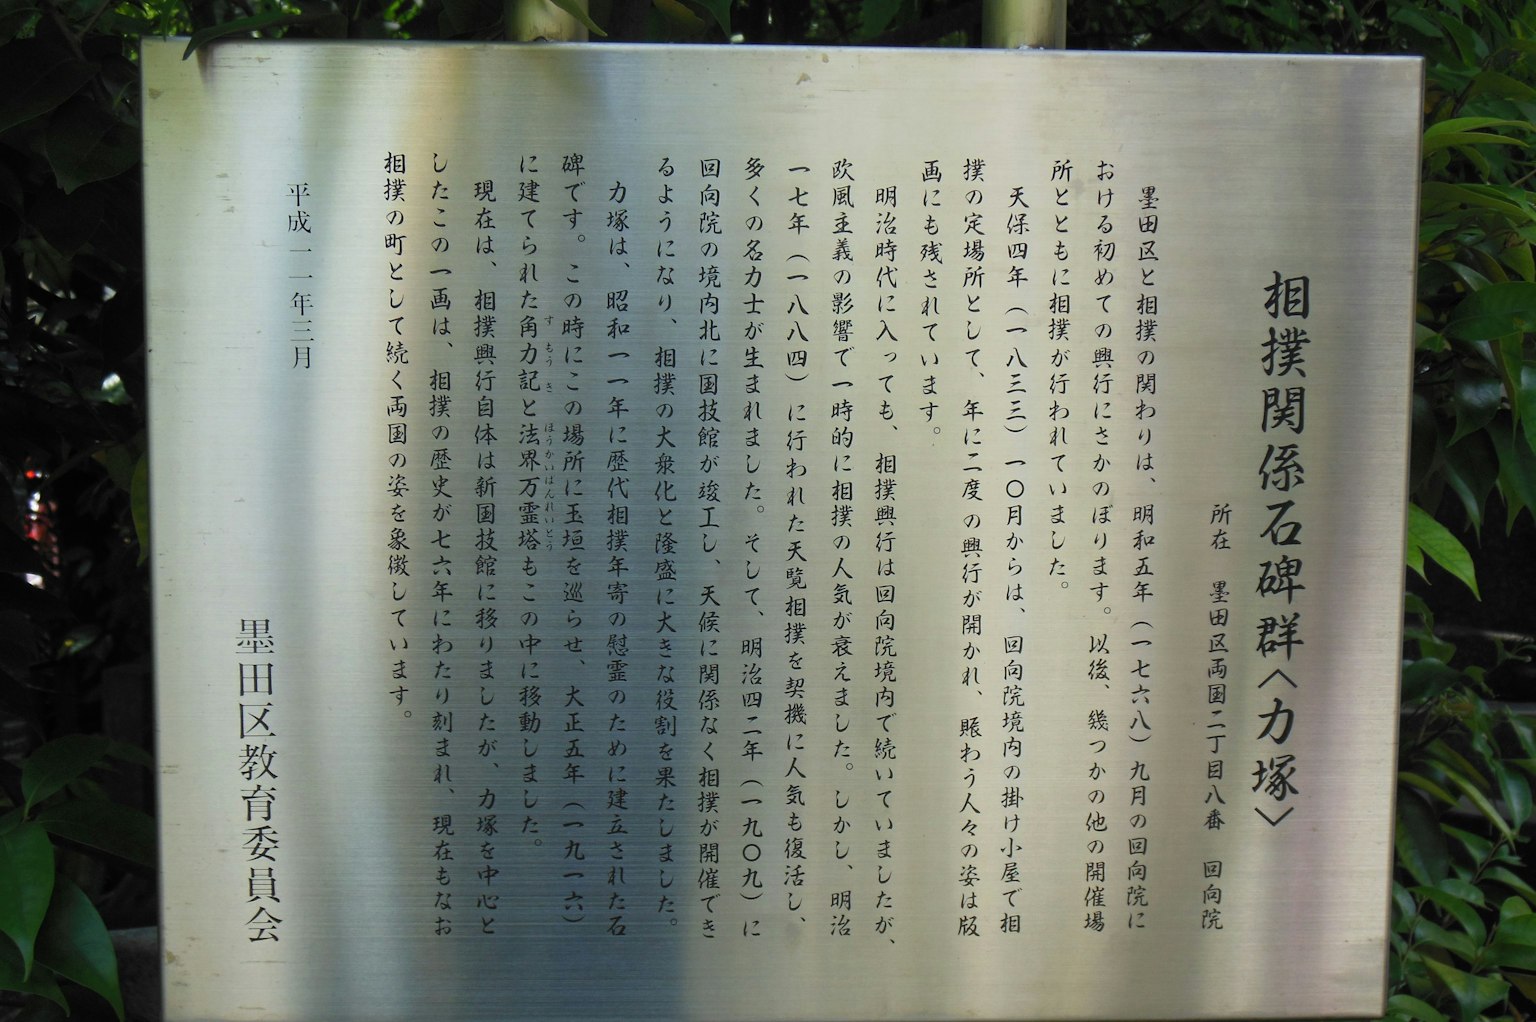 相撲関係石碑群〈力塚〉
所在　墨田区両国二丁目八番　回向院
墨田区と相撲の関わりは、明和五年（一七六八）九月の回向院に
おける初めての興行にさかのぼります。以後、幾つかの他の開催場
所とともに相撲が行われていました。
天保四年（一八三三）一〇月からは、回向院境内の掛け小屋で相
撲の定場所として、年に二度の興行が開かれ、賑わう人々の姿は版
画にも残されています。
明治時代に入っても、相撲興行は回向院境内で続いていましたが、
欧風主義の影響で一時的に相撲の人気が衰えました。しかし、明治
一七年（一八八四）に行われた天覧相撲を契機に人気も復活し、
多くの名力士が生まれました。そして、明治四二年（一九〇九）に
回向院の境内北に国技館が竣工し、天候に関係なく相撲が開催でき
るようになり、相撲の大衆化と隆盛に大きな役割を果たしました。
力塚は、昭和一一年に歴代相撲年寄の慰霊のために建立された石
碑です。この時にこの場所に玉垣を巡らせ、大正五年（一九一六）
に建てられた角力記と法界万霊塔もこの中に移動しました。
すもうき　ほうかいばんれいとう
現在は、相撲興行自体は新国技館に移りましたが、力塚を中心と
したこの一画は、相撲の歴史が七六年にわたり刻まれ、現在もなお
相撲の町として続く両国の姿を象徴しています。
平成一一年三月
墨田区教育委員会